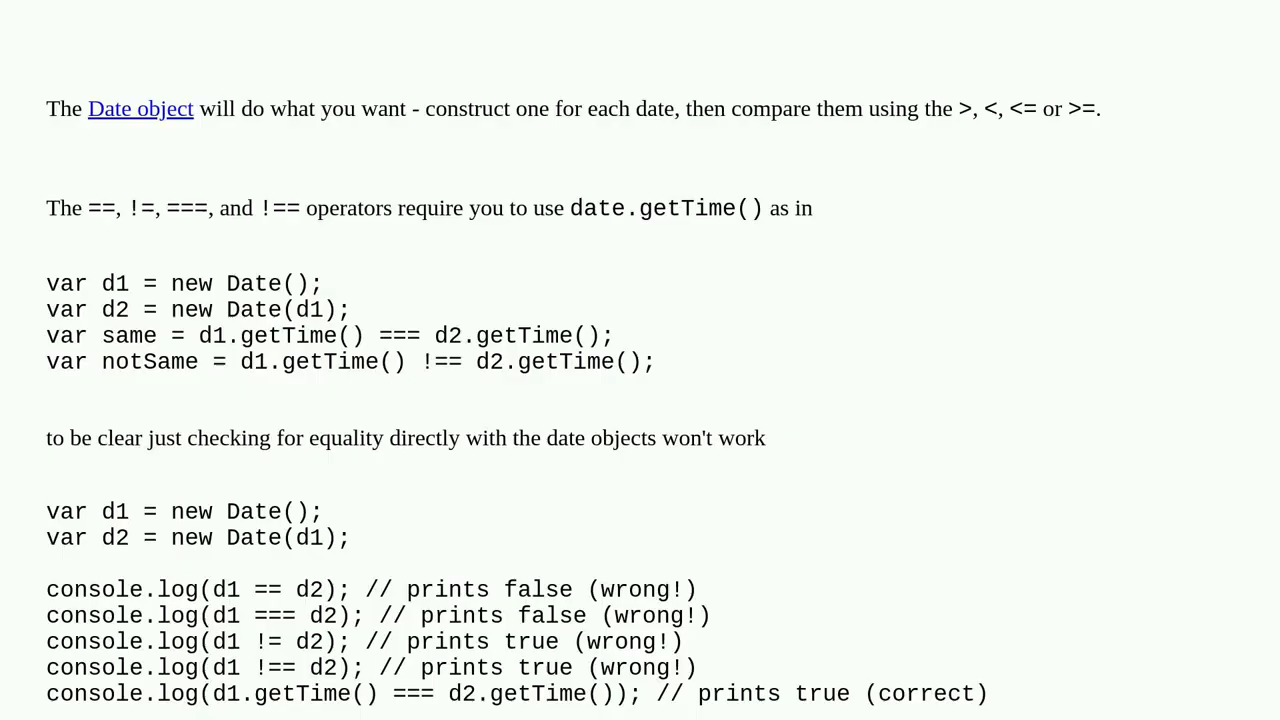 The Date object will do what you want - construct one for each date, then compare them using the >, <, <= or >=.
The ==, !=, ===, and !== operators require you to use date.getTime() as in
var d1 = new Date();
var d2 = new Date(d1);
var same = d1.getTime() === d2.getTime();
var notSame = d1.getTime() !== d2.getTime();
to be clear just checking for equality directly with the date objects won't work
var d1 = new Date();
var d2 = new Date(d1);
console.log(d1 == d2); // prints false (wrong!)
console.log(d1 === d2); // prints false (wrong!)
console.log(d1 != d2); // prints true (wrong!)
console.log(d1 !== d2); // prints true (wrong!)
console.log(d1.getTime() === d2.getTime()); // prints true (correct)